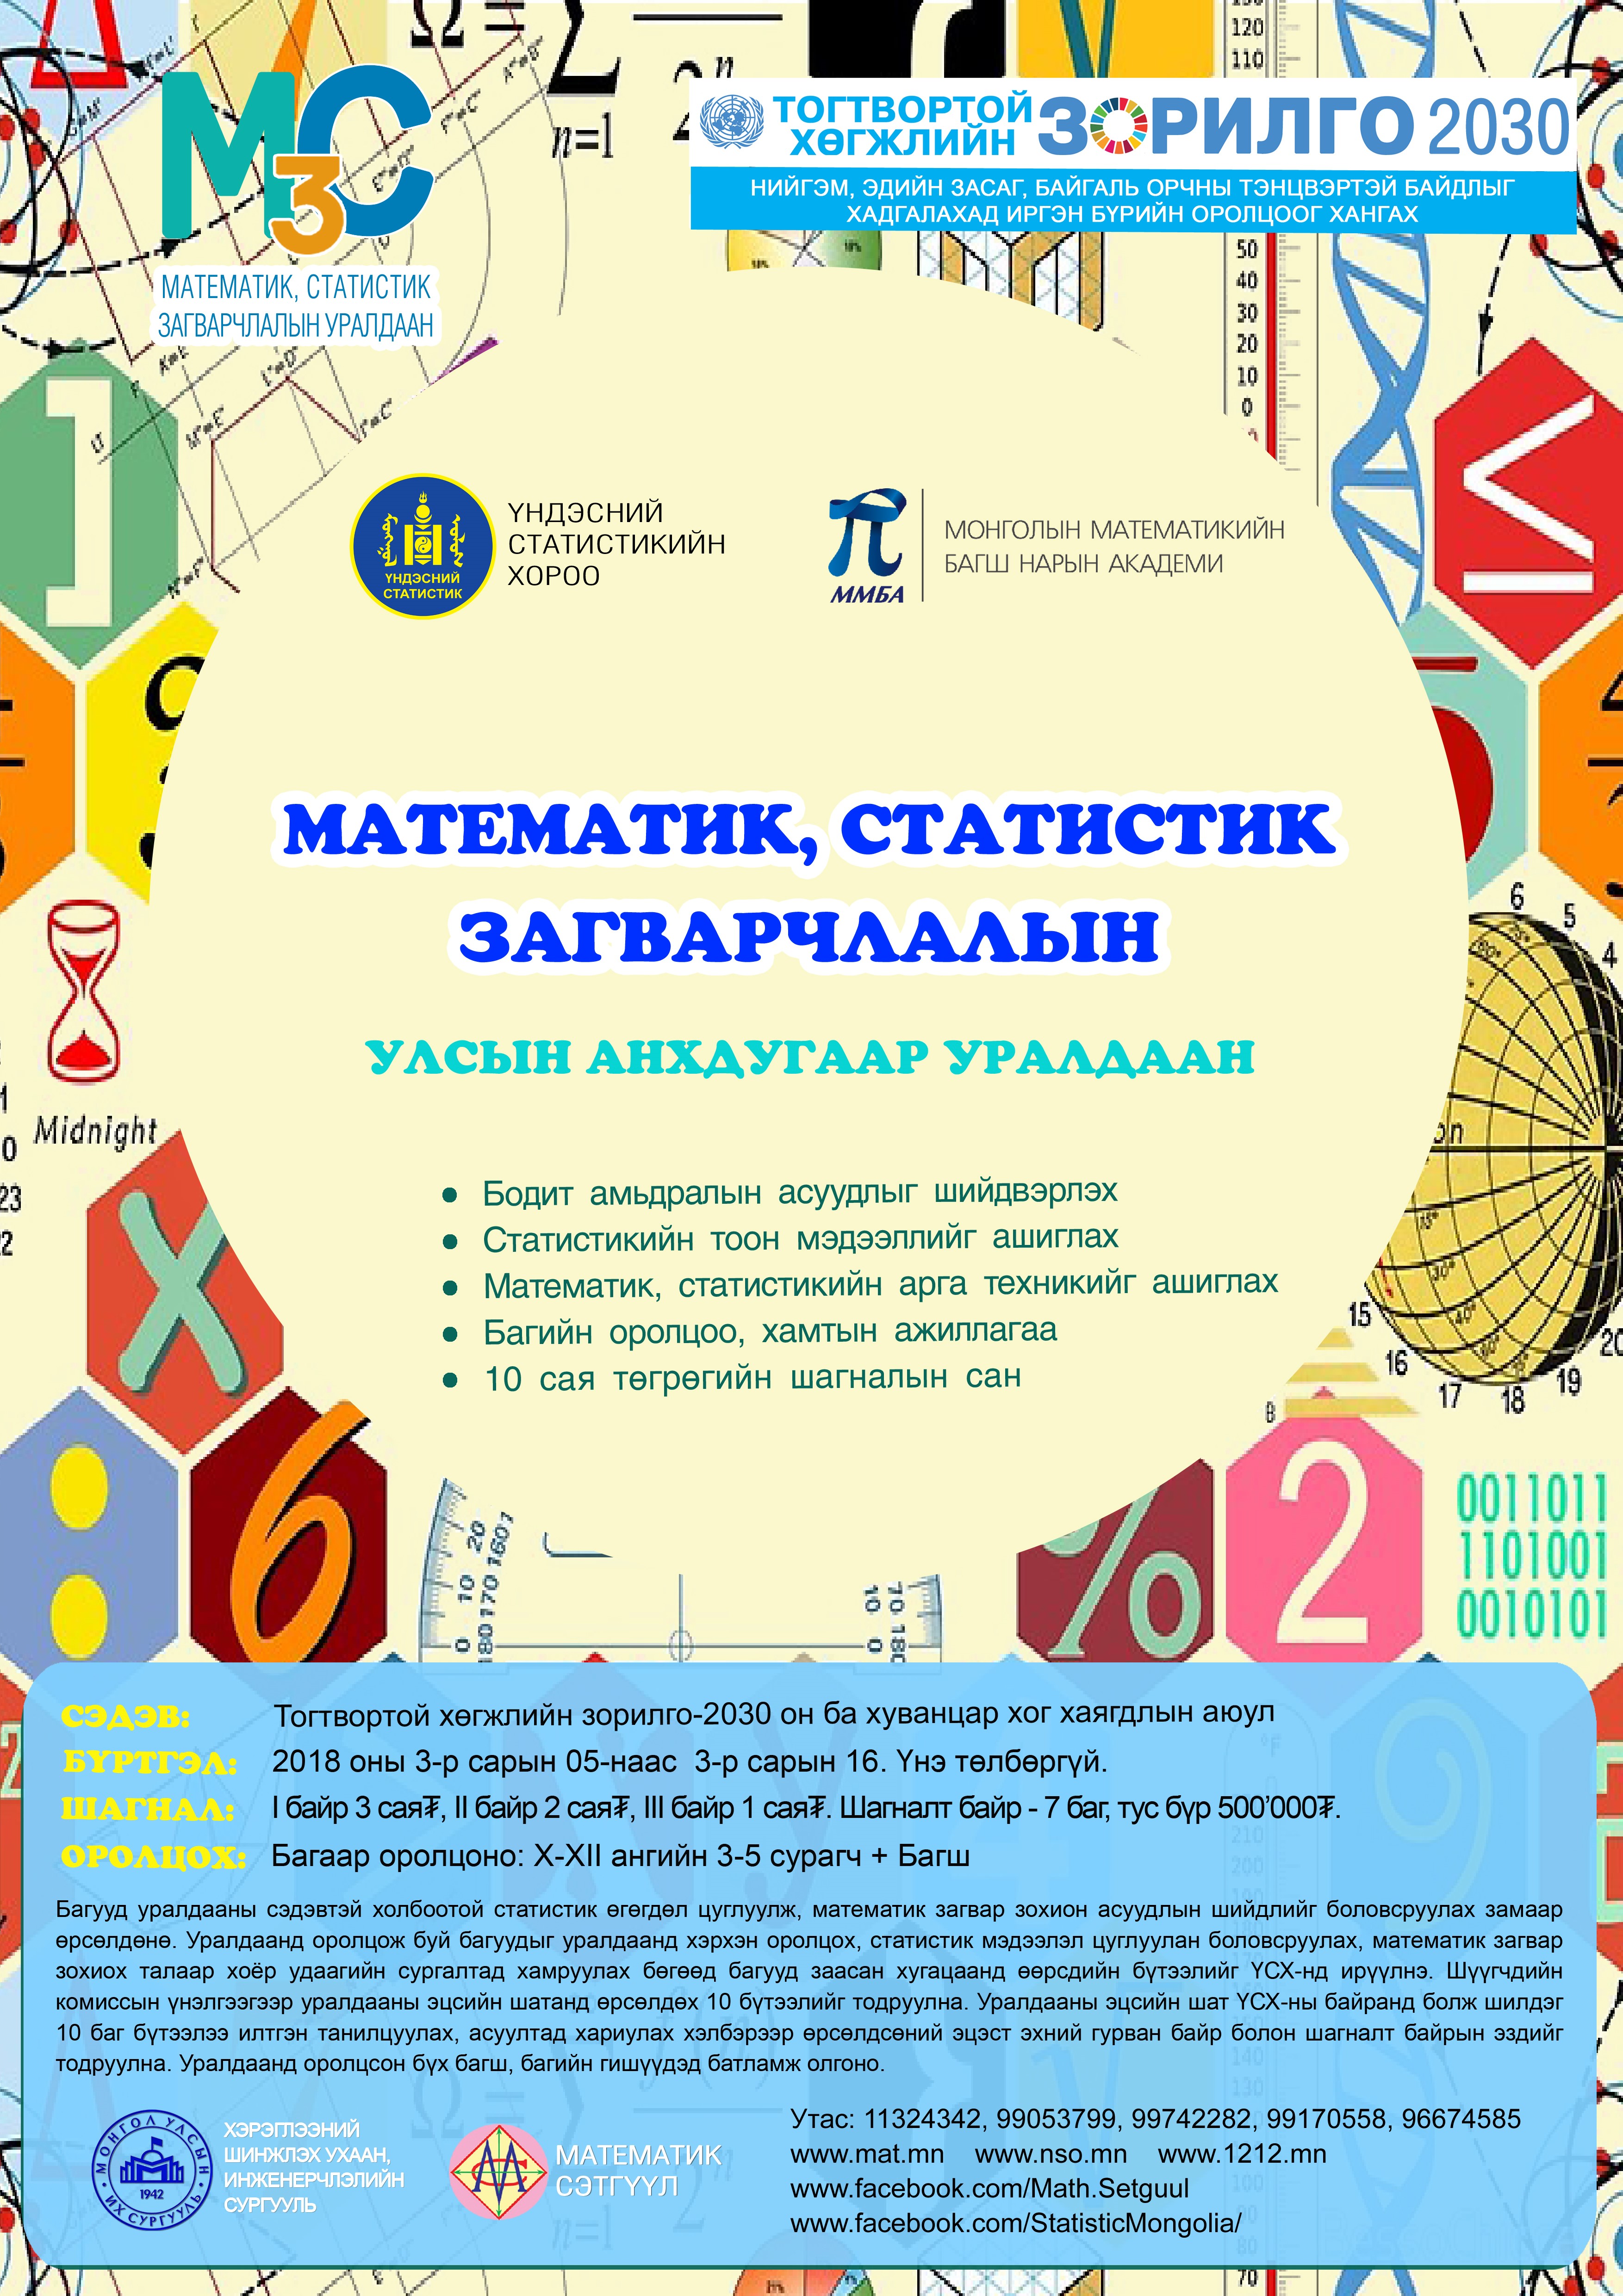 М3С
МАТЕМАТИК, СТАТИСТИК
ЗАГВАРЧЛАЛЫН УРАЛДААН
ТОГТВОРТОЙ
ХӨГЖЛИЙН
ЗОРИЛГО 2030
НИЙГЭМ, ЭДИЙН ЗАСАГ, БАЙГАЛЬ ОРЧНЫ ТЭНЦВЭРТЭЙ БАЙДЛЫГ
ХАДГАЛАХАД ИРГЭН БҮРИЙН ОРОЛЦООГ ХАНГАХ
ҮНДЭСНИЙ
СТАТИСТИК
ҮНДЭСНИЙ
СТАТИСТИКИЙН
ХОРОО
ММБА
МОНГОЛЫН МАТЕМАТИКИЙН
БАГШ НАРЫН АКАДЕМИ
МАТЕМАТИК, СТАТИСТИК
ЗАГВАРЧЛАЛЫН
УЛСЫН АНХДУГААР УРАЛДААН
• Бодит амьдралын асуудлыг шийдвэрлэх
• Статистикийн тоон мэдээллийг ашиглах
• Математик, статистикийн арга техникийг ашиглах
• Багийн оролцоо, хамтын ажиллагаа
• 10 сая төгрөгийн шагналын сан
Midnight
0011011
1101001
0010101
СЭДЭВ: Тогтвортой хөгжлийн зорилго-2030 он ба хуванцар хог хаягдлын аюул
БҮРТГЭЛ: 2018 оны 3-р сарын 05-наас 3-р сарын 16. Үнэ төлбөргүй.
ШАГНАЛ: I байр 3 сая₮, II байр 2 сая₮, III байр 1 сая₮. Шагналт байр - 7 баг, тус бүр 500’000₮.
ОРОЛЦОХ: Багаар оролцоно: X-XII ангийн 3-5 сурагч + Багш
Багууд уралдааны сэдэвтэй холбоотой статистик өгөгдөл цуглуулж, математик загвар зохион асуудлын шийдлийг боловсруулах замаар
өрсөлдөнө. Уралдаанд оролцож буй багуудыг уралдаанд хэрхэн оролцох, статистик мэдээлэл цуглуулан боловсруулах, математик загвар
зохиох талаар хоёр удаагийн сургалтад хамруулах бөгөөд багууд заасан хугацаанд өөрсдийн бүтээлийг ҮСХ-нд ирүүлнэ. Шүүгчдийн
комиссын үнэлгээгээр уралдааны эцсийн шатанд өрсөлдөх 10 бүтээлийг тодруулна. Уралдааны эцсийн шат ҮСХ-ны байранд болж шилдэг
10 баг бүтээлээ илтгэн танилцуулах, асуултад хариулах хэлбэрээр өрсөлдсөний эцэст эхний гурван байр болон шагналт байрын эздийг
тодруулна. Уралдаанд оролцсон бүх багш, багийн гишүүдэд батламж олгоно.
МОНГОЛ УЛСЫН
ИХ СУРГУУЛЬ
1942
ХЭРЭГЛЭЭНИЙ
ШИНЖЛЭХ УХААН,
ИНЖЕНЕРЧЛЭЛИЙН
СУРГУУЛЬ
МАТЕМАТИК
СЭТГҮҮЛ
Утас: 11324342, 99053799, 99742282, 99170558, 96674585
www.mat.mn www.nso.mn www.1212.mn
www.facebook.com/Math.Setguul
www.facebook.com/StatisticMongolia/